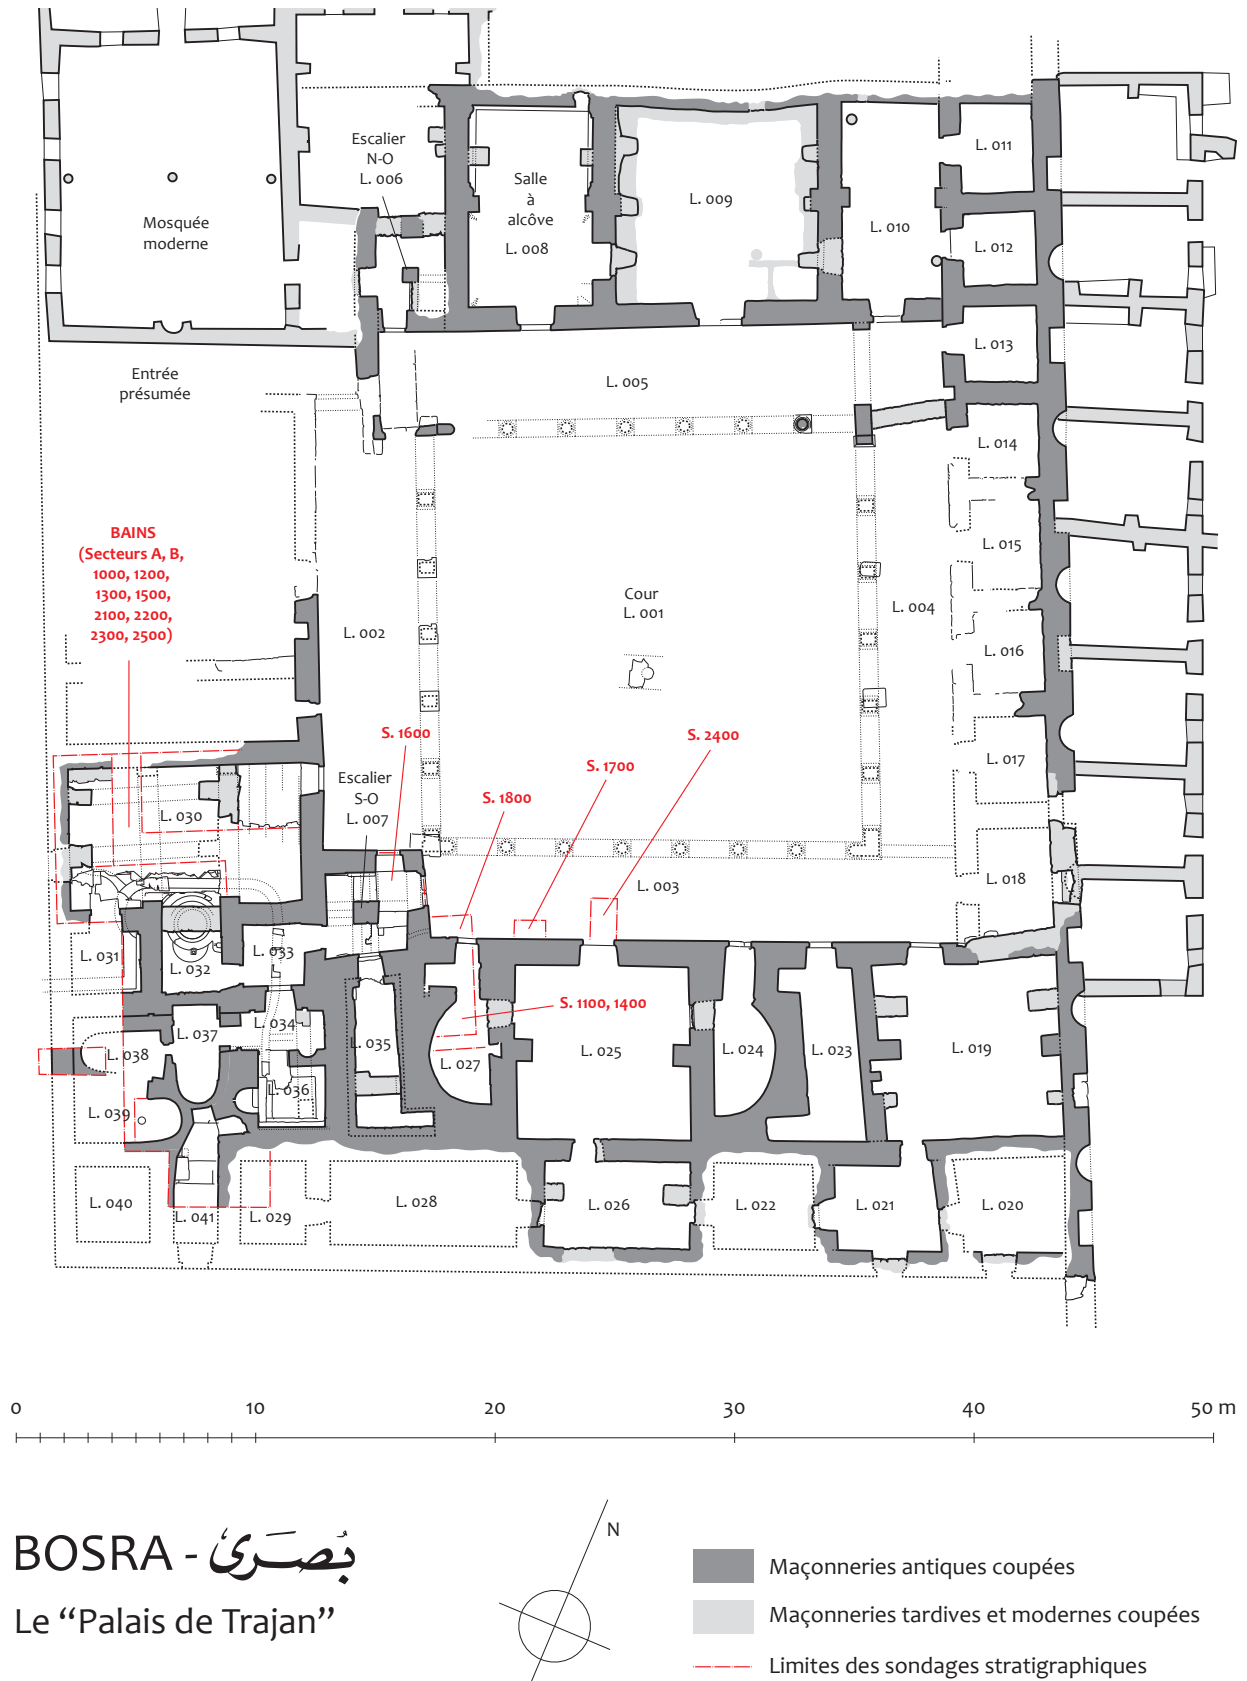 Escalier
N-O
L. 006
Salle
à
alcôve
L. 008
L. 009
L. 010
L. 011
L. 012
L. 013
Mosquée
moderne
Entrée
présumée
L. 005
L. 014
L. 015
L. 016
L. 017
L. 018
BAINS
(Secteurs A, B,
1000, 1200,
1300, 1500,
2100, 2200,
2300, 2500)
L. 002
Cour
L. 001
L. 004
S. 1600
S. 2400
S. 1700
S. 1800
Escalier
S-O
L. 007
L. 030
L. 003
L. 031
L. 032
L. 033
L. 034
L. 035
L. 036
L. 037
L. 038
L. 039
S. 1100, 1400
L. 027
L. 025
L. 024
L. 023
L. 019
L. 040
L. 041
L. 029
L. 028
L. 026
L. 022
L. 021
L. 020
0 10 20 30 40 50 m
N
BOSRA - بُصرَىٰ
Le “Palais de Trajan”
Maçonneries antiques coupées
Maçonneries tardives et modernes coupées
Limites des sondages stratigraphiques